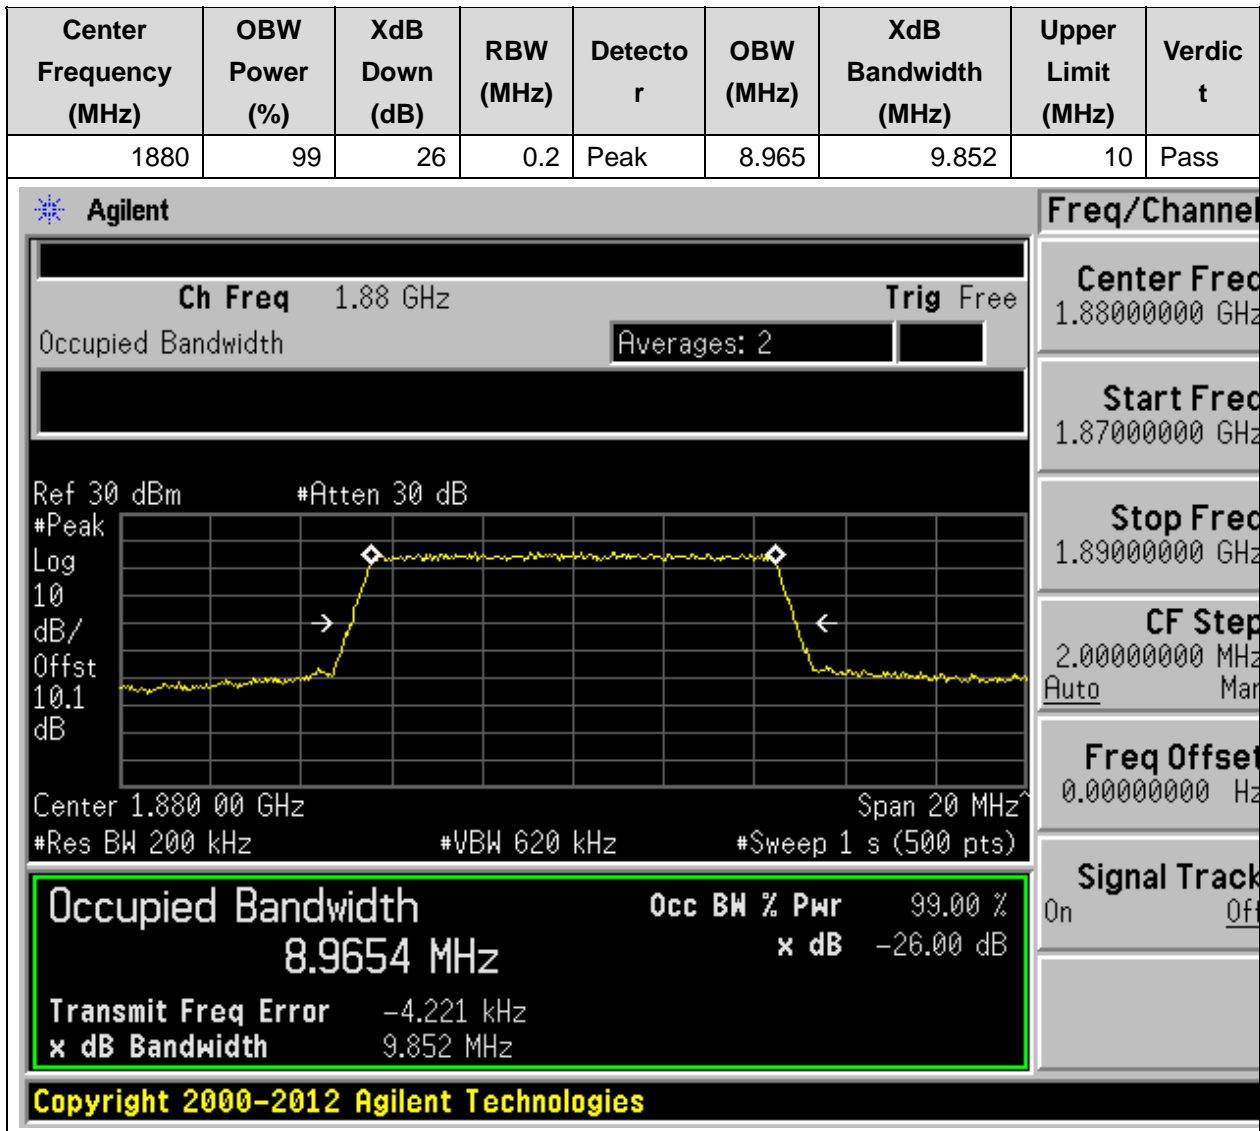 Center Frequency (MHz) OBW Power (%) XdB Down (dB) RBW (MHz) Detecto r OBW (MHz) XdB Bandwidth (MHz) Upper Limit (MHz) Verdic t
1880 99 26 0.2 Peak 8.965 9.852 10 Pass
Agilent
Freq/Channel
Ch Freq 1.88 GHz Trig Free
Occupied Bandwidth Averages: 2
Center Freq
1.88000000 GHz
Start Freq
1.87000000 GHz
Stop Freq
1.89000000 GHz
CF Step
2.00000000 MHz
Auto Man
Freq Offset
0.00000000 Hz
Signal Track
On Off
Ref 30 dBm #Atten 30 dB
#Peak
Log
10
dB/
Offst
10.1
dB
Center 1.880 00 GHz Span 20 MHz^
#Res BW 200 kHz #VBW 620 kHz #Sweep 1 s (500 pts)
Occupied Bandwidth Occ BW % Pwr 99.00 %
8.9654 MHz x dB -26.00 dB
Transmit Freq Error -4.221 kHz
x dB Bandwidth 9.852 MHz
Copyright 2000-2012 Agilent Technologies